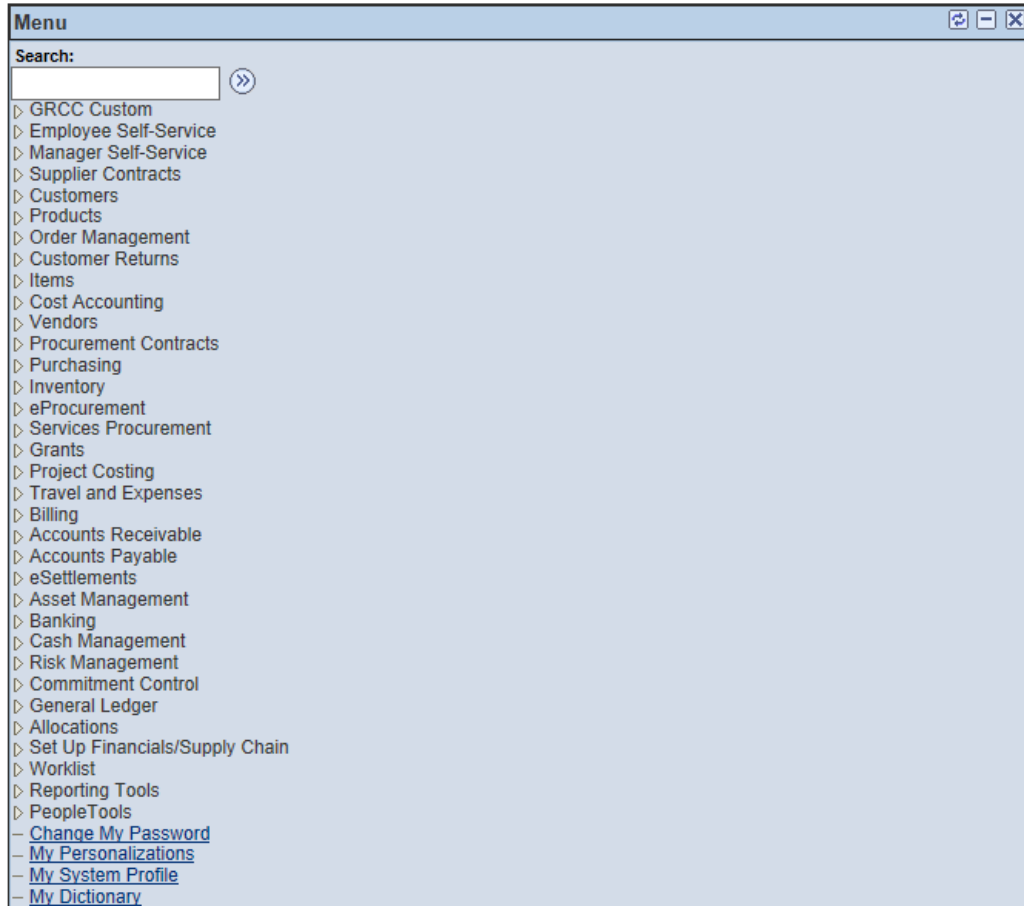 Menu
Search:
GRCC Custom
Employee Self-Service
Manager Self-Service
Supplier Contracts
Customers
Products
Order Management
Customer Returns
Items
Cost Accounting
Vendors
Procurement Contracts
Purchasing
Inventory
eProcurement
Services Procurement
Grants
Project Costing
Travel and Expenses
Billing
Accounts Receivable
Accounts Payable
eSettlements
Asset Management
Banking
Cash Management
Risk Management
Commitment Control
General Ledger
Allocations
Set Up Financials/Supply Chain
Worklist
Reporting Tools
PeopleTools
Change My Password
My Personalizations
My System Profile
My Dictionary